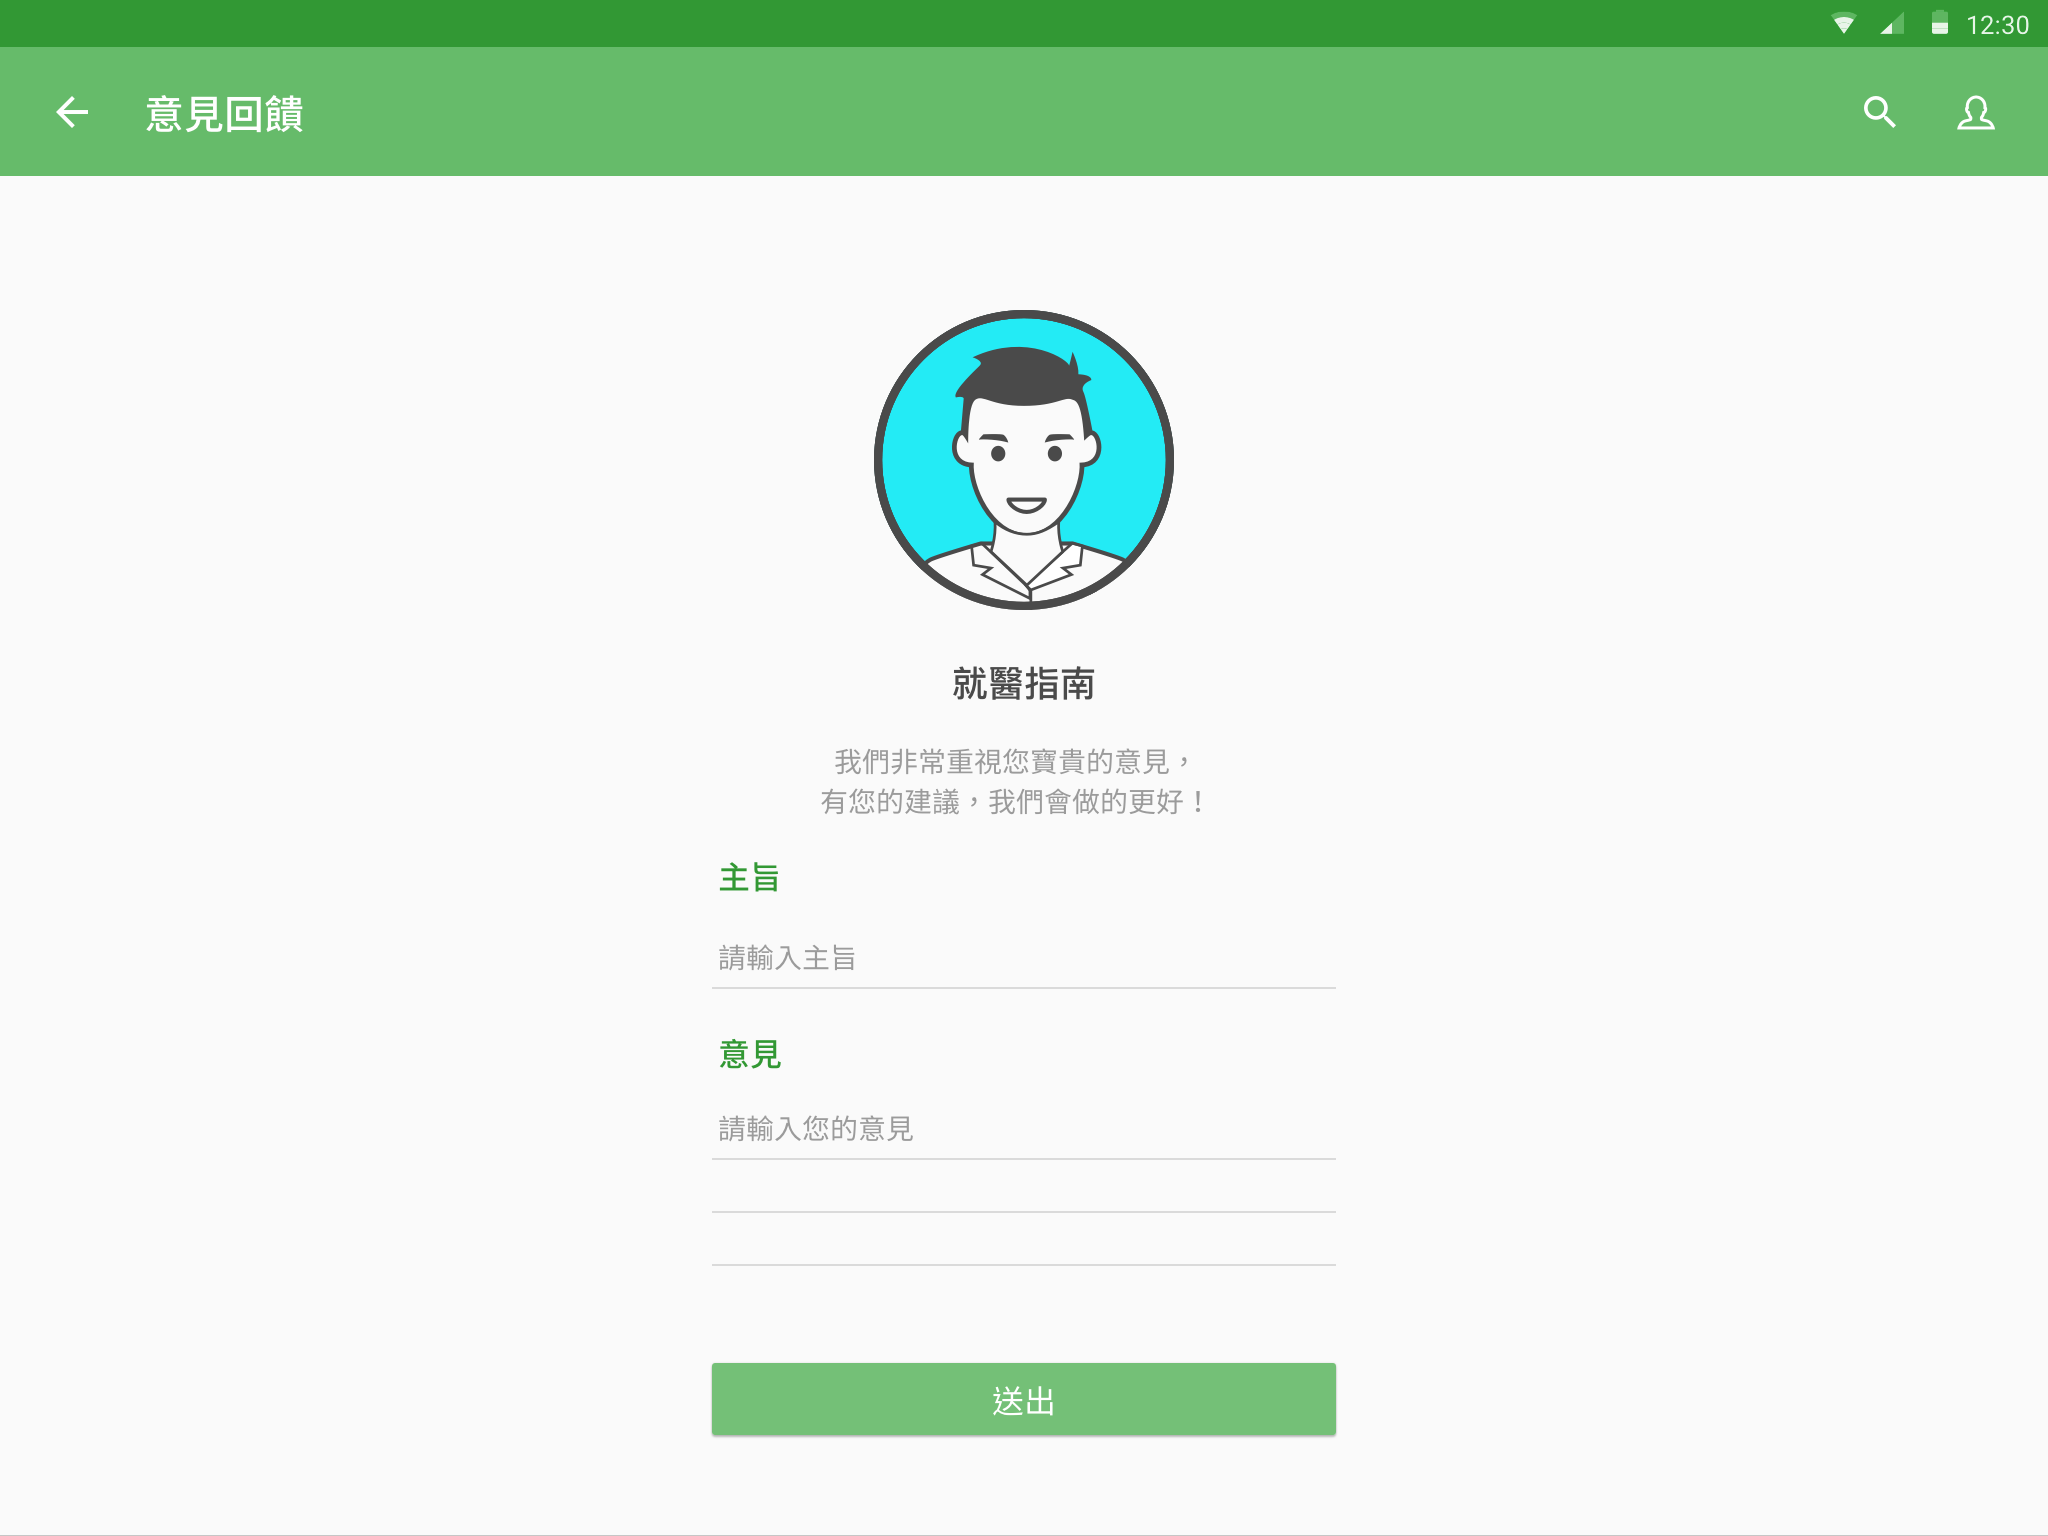 12:30
意見回饋
就醫指南
我們非常重視您寶貴的意見，
有您的建議，我們會做的更好！
主旨
請輸入主旨
意見
請輸入您的意見
送出